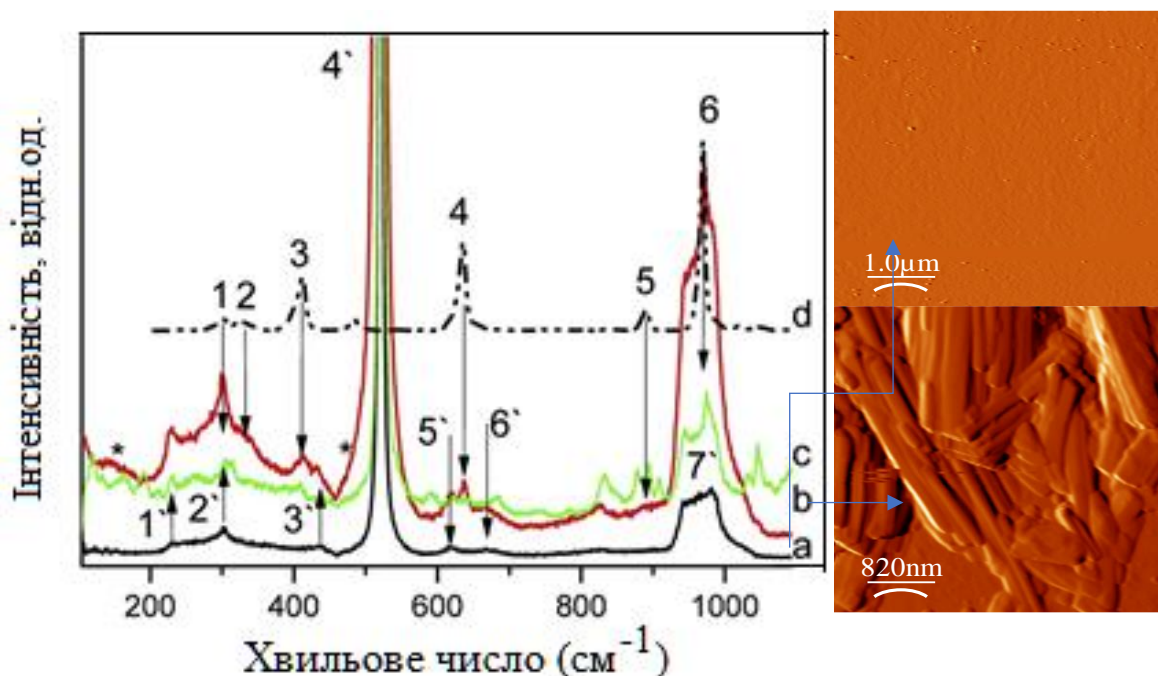 Інтенсивність, відн.од.
4`
6
3
4
1 2
5
d
*
*
5`
6`
c
7`
b
1`
2`
3`
a
200
400
600
800
1000
Хвильове число (см⁻¹)
1.0µm
820nm